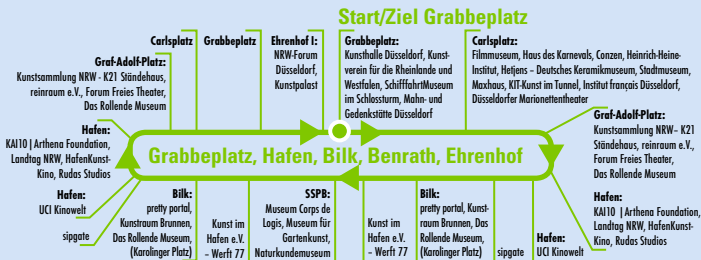 Start/Ziel Grabbeplatz
Carlsplatz
Grabbeplatz
Ehrenhof I:
NRW-Forum
Düsseldorf,
Kunstpalast
Grabbeplatz:
Kunsthalle Düsseldorf, Kunst-
verein für die Rheinlande und
Westfalen, SchifffahrtMuseum
im Schlossturm, Mahn- und
Gedenkstätte Düsseldorf
Carlsplatz:
Filmmuseum, Haus des Karnevals, Conzen, Heinrich-Heine-
Institut, Hetjens – Deutsches Keramikmuseum, Stadtmuseum,
Maxhaus, KIT-Kunst im Tunnel, Institut français Düsseldorf,
Düsseldorfer Marionettentheater
Graf-Adolf-Platz:
Kunstsammlung NRW - K21 Ständehaus,
reinraum e.V., Forum Freies Theater,
Das Rollende Museum
Graf-Adolf-Platz:
Kunstsammlung NRW– K21
Ständehaus, reinraum e.V.,
Forum Freies Theater,
Das Rollende Museum
Hafen:
KAI10 | Arthena Foundation,
Landtag NRW, HafenKunst-
Kino, Rudas Studios
Grabbeplatz, Hafen, Bilk, Benrath, Ehrenhof
Hafen:
UCI Kinowelt
sipgate
Bilk:
pretty portal,
Kunstraum Brunnen,
Das Rollende Museum,
(Karolinger Platz)
Kunst im
Hafen e.V.
– Werft 77
SSPB:
Museum Corps de
Logis, Museum für
Gartenkunst,
Naturkundemuseum
Kunst im
Hafen e.V.
– Werft 77
Bilk:
pretty portal, Kunst-
raum Brunnen, Das
Rollende Museum,
(Karolinger Platz)
sipgate
Hafen:
UCI Kinowelt
Hafen:
KAI10 | Arthena Foundation,
Landtag NRW, HafenKunst-
Kino, Rudas Studios